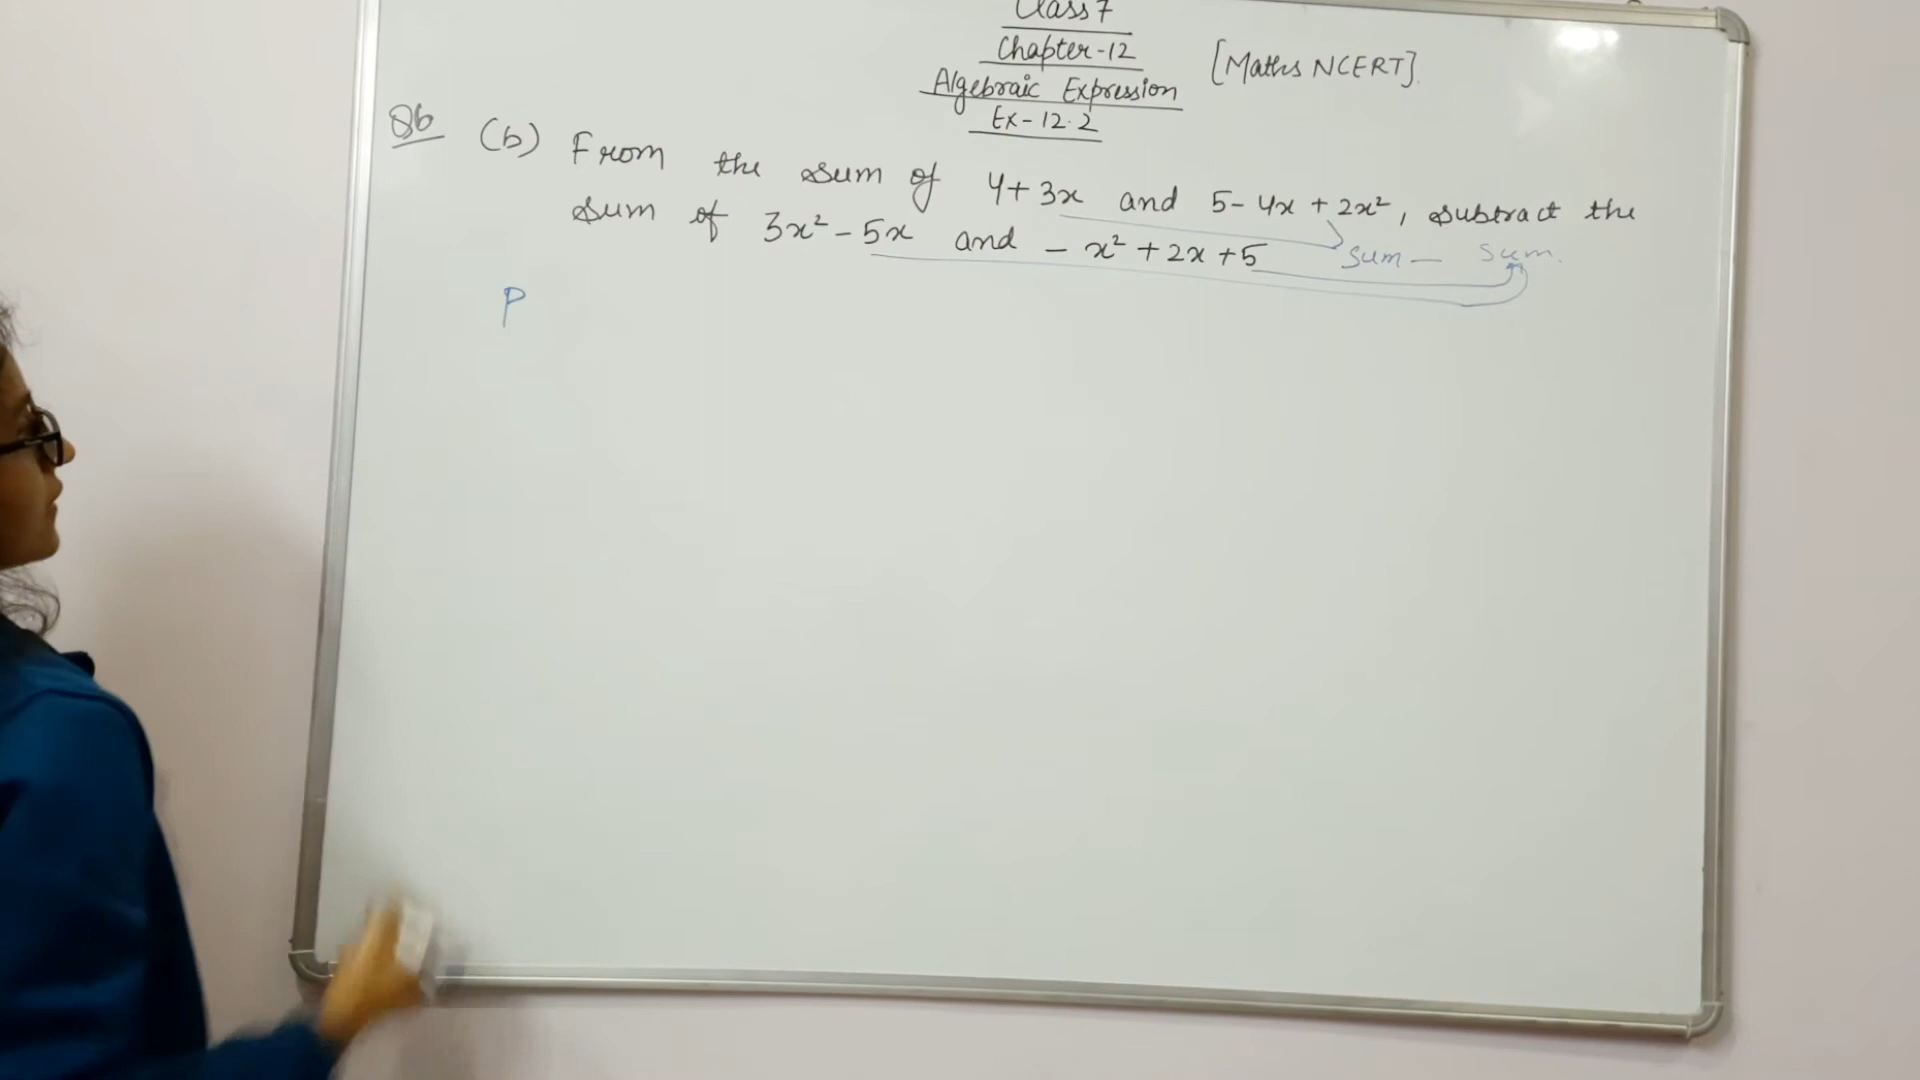 Class 7
Chapter-12
[Maths NCERT].
Algebraic Expression
Ex-12.2
Q6 (b) From the sum of 4+3x and 5-4x+2x², subtract the
sum of 3x²-5x and -x²+2x+5
sum - sum.
P